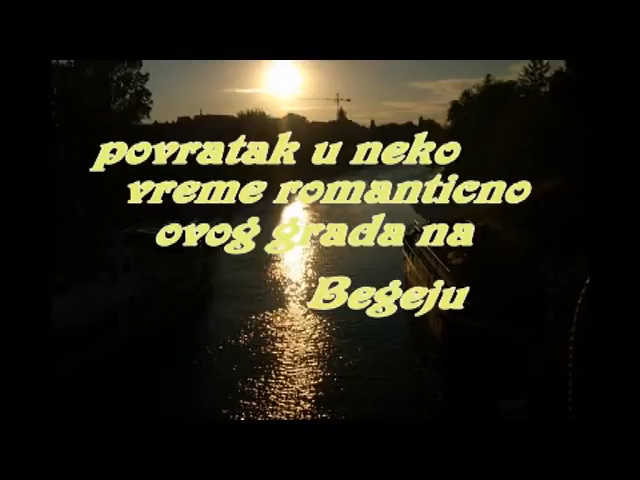 povratak u neko
vreme romanticno
ovog grada na
Begeju